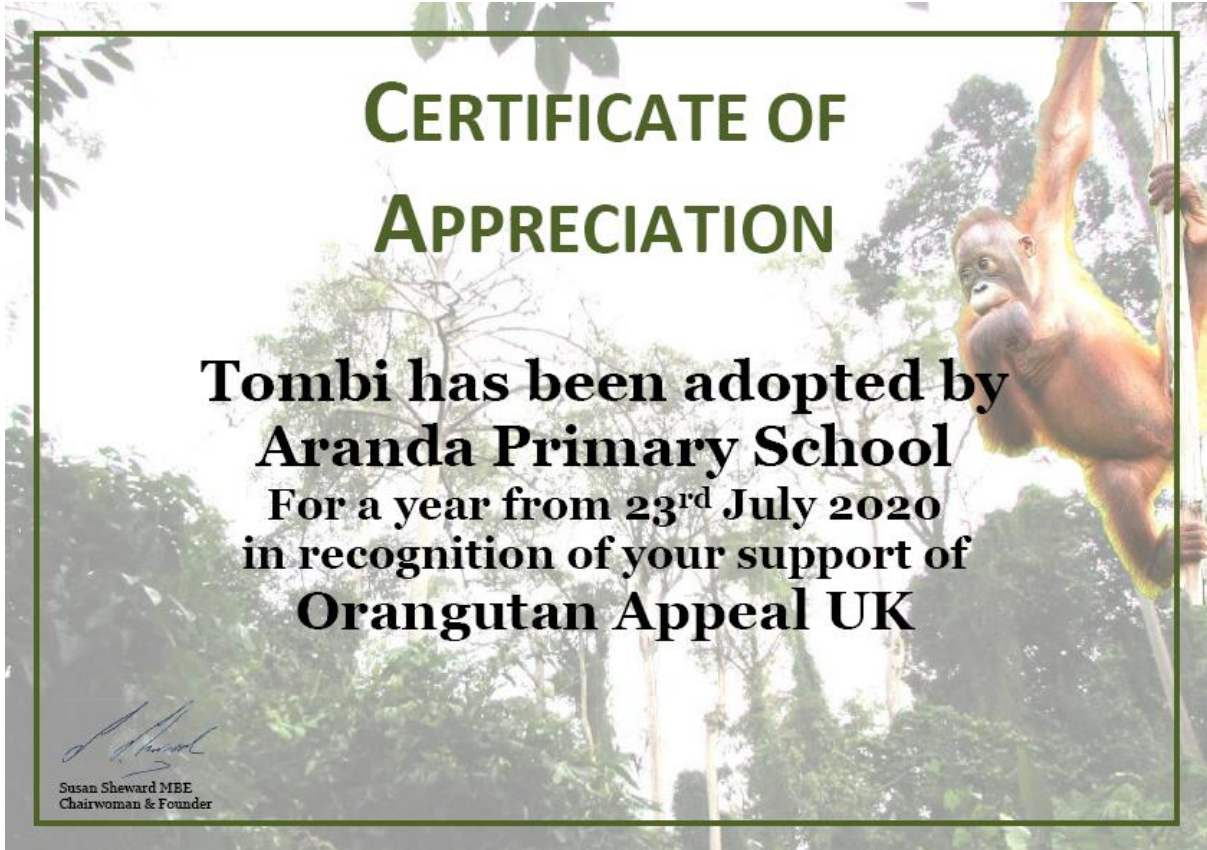 CERTIFICATE OF
APPRECIATION
Tombi has been adopted by
Aranda Primary School
For a year from 23rd July 2020
in recognition of your support of
Orangutan Appeal UK
Susan Sheward MBE
Chairwoman & Founder